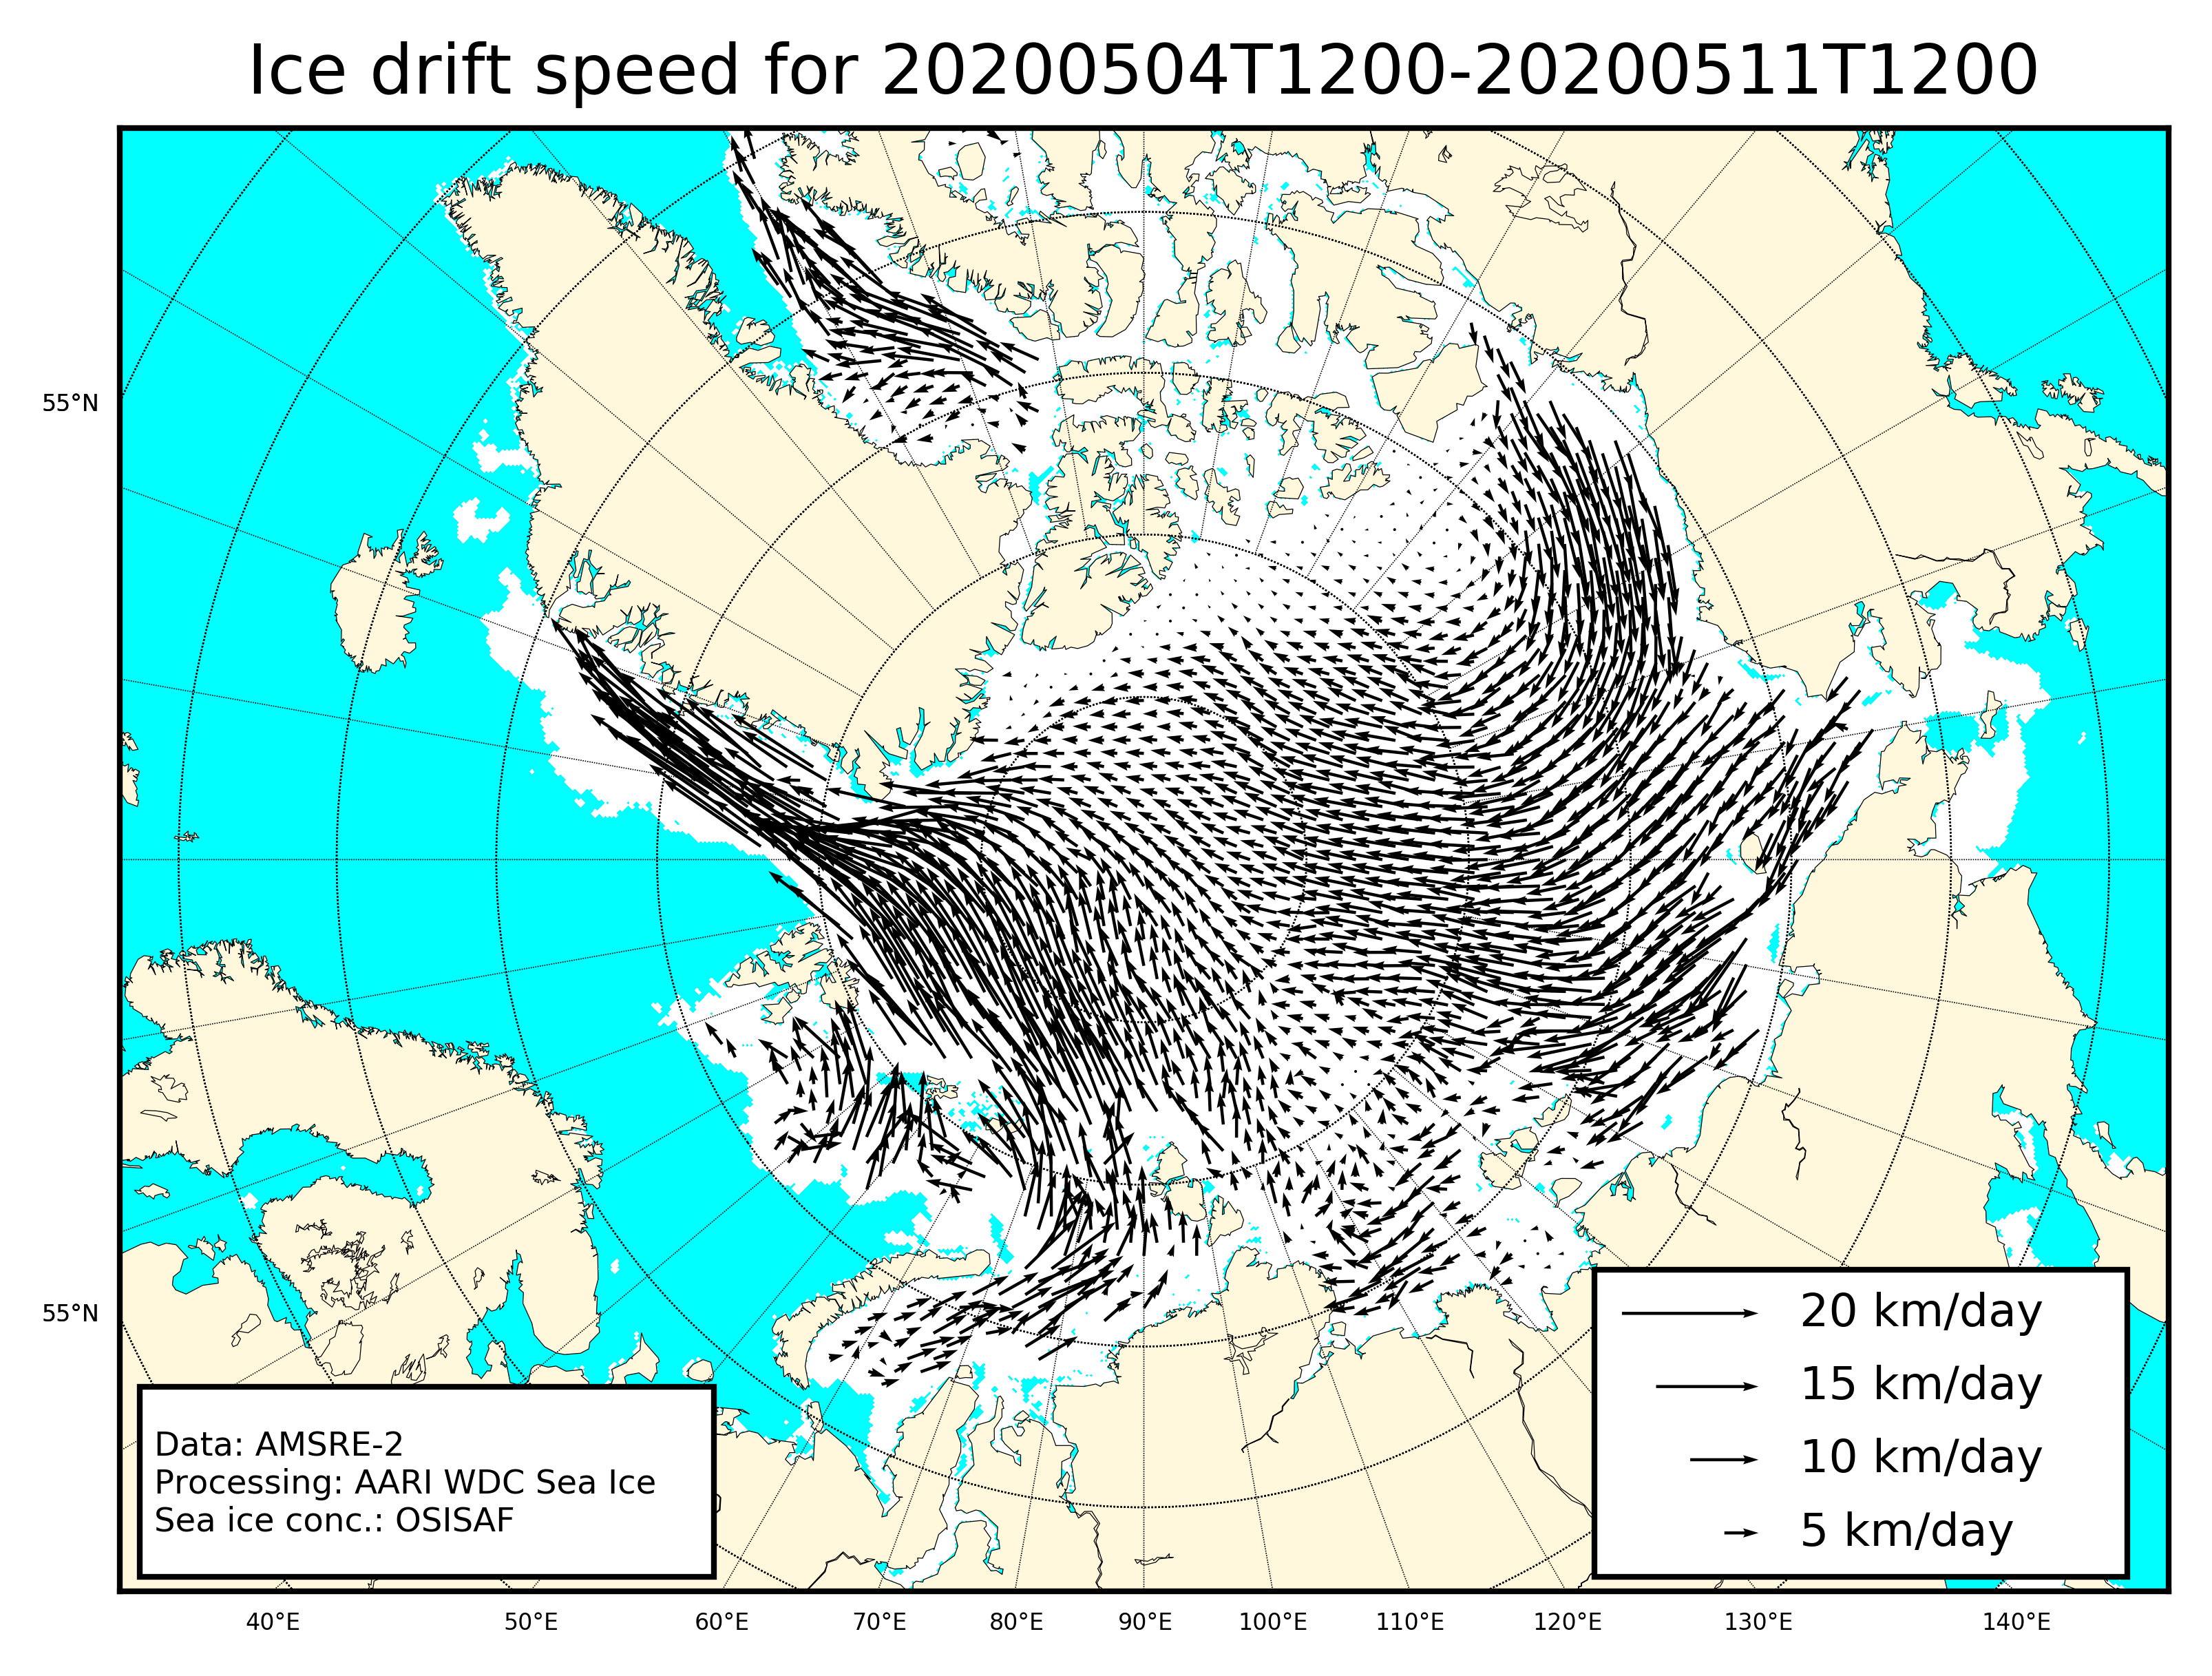 Ice drift speed for 20200504T1200-20200511T1200
55°N
55°N
20 km/day
15 km/day
10 km/day
5 km/day
Data: AMSRE-2
Processing: AARI WDC Sea Ice
Sea ice conc.: OSISAF
40°E 50°E 60°E 70°E 80°E 90°E 100°E 110°E 120°E 130°E 140°E